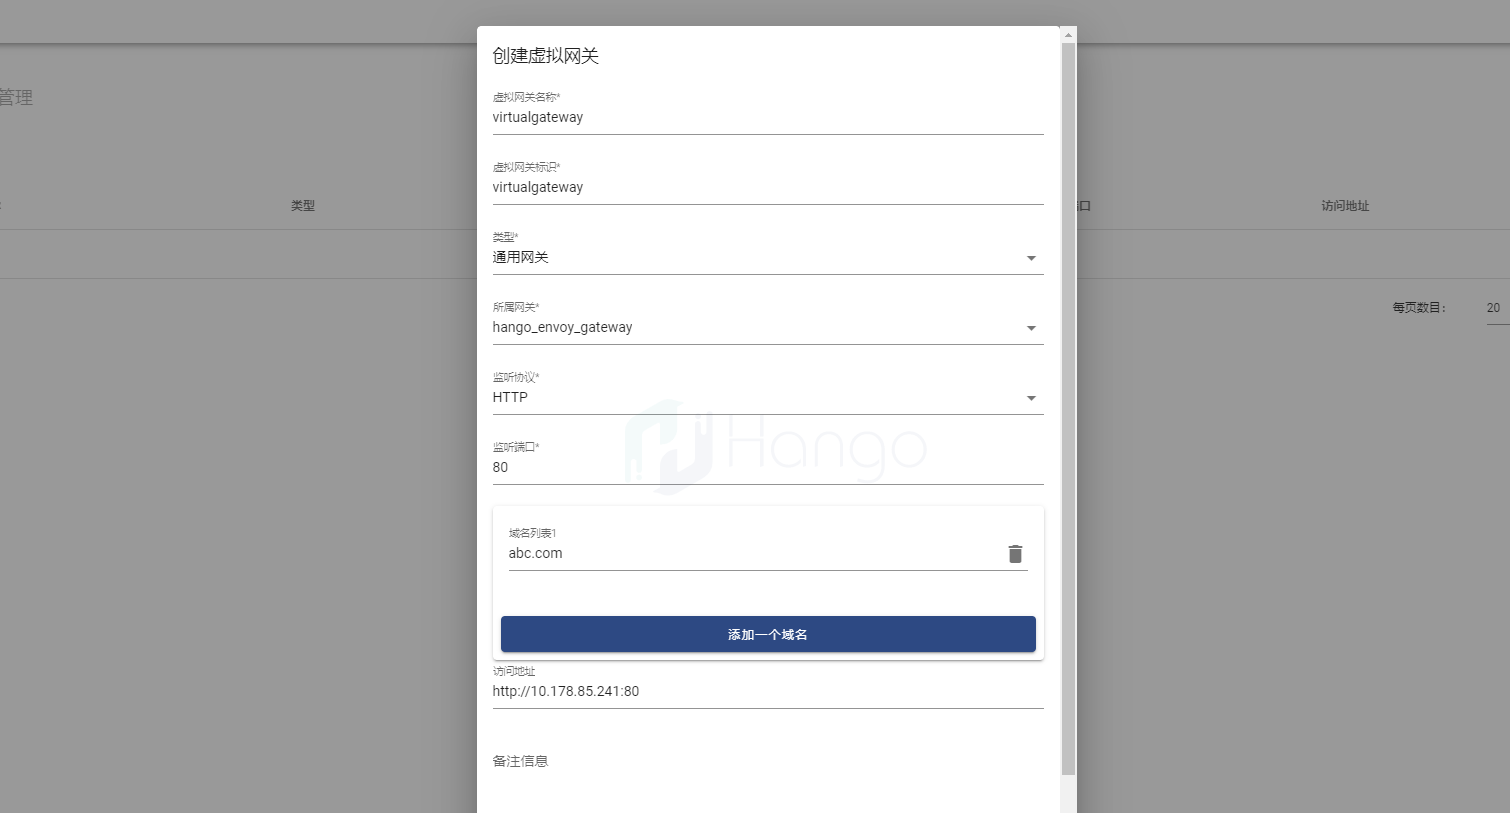 创建虚拟网关
管理
虚拟网关名称*
virtualgateway
虚拟网关标识*
virtualgateway
类型
口
访问地址
类型*
通用网关
所属网关*
hango_envoy_gateway
每页数目：
20
监听协议*
HTTP
Hango
监听端口*
80
域名列表1
abc.com
添加一个域名
访问地址
http://10.178.85.241:80
备注信息